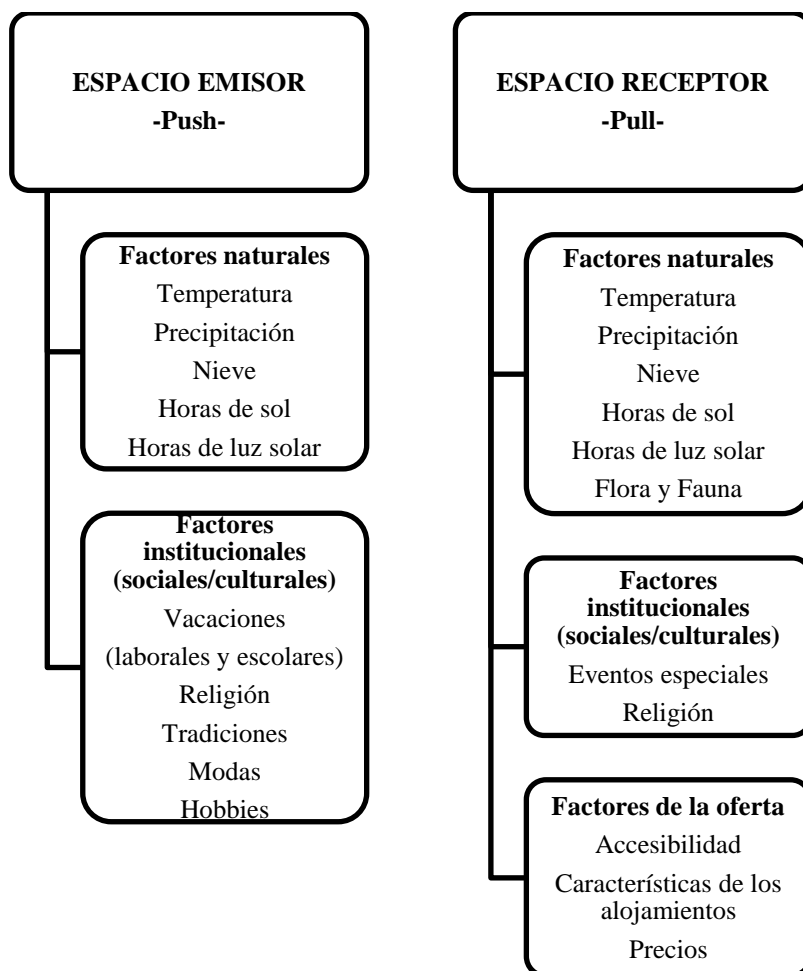 ESPACIO EMISOR
-Push-
Factores naturales
Temperatura
Precipitación
Nieve
Horas de sol
Horas de luz solar
Factores
institucionales
(sociales/culturales)
Vacaciones
(laborales y escolares)
Religión
Tradiciones
Modas
Hobbies
ESPACIO RECEPTOR
-Pull-
Factores naturales
Temperatura
Precipitación
Nieve
Horas de sol
Horas de luz solar
Flora y Fauna
Factores
institucionales
(sociales/culturales)
Eventos especiales
Religión
Factores de la oferta
Accesibilidad
Características de los
alojamientos
Precios